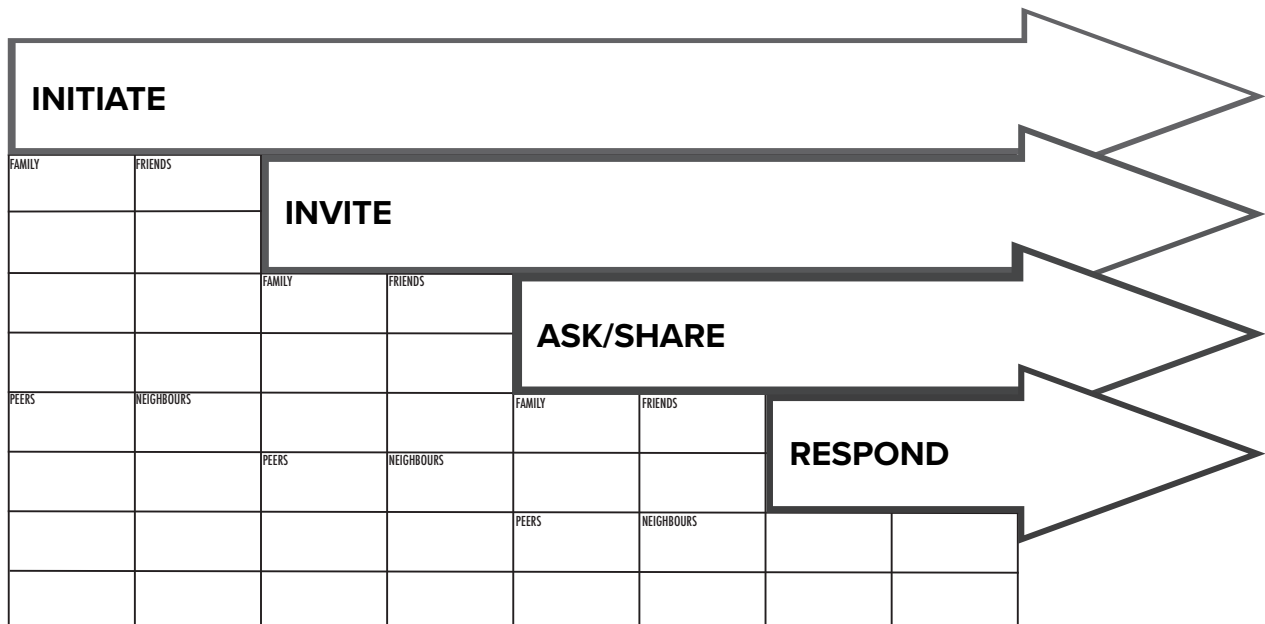 INITIATE
FAMILY FRIENDS
INVITE
FAMILY FRIENDS
ASK/SHARE
PEERS NEIGHBOURS
FAMILY FRIENDS
RESPOND
PEERS NEIGHBOURS
PEERS NEIGHBOURS